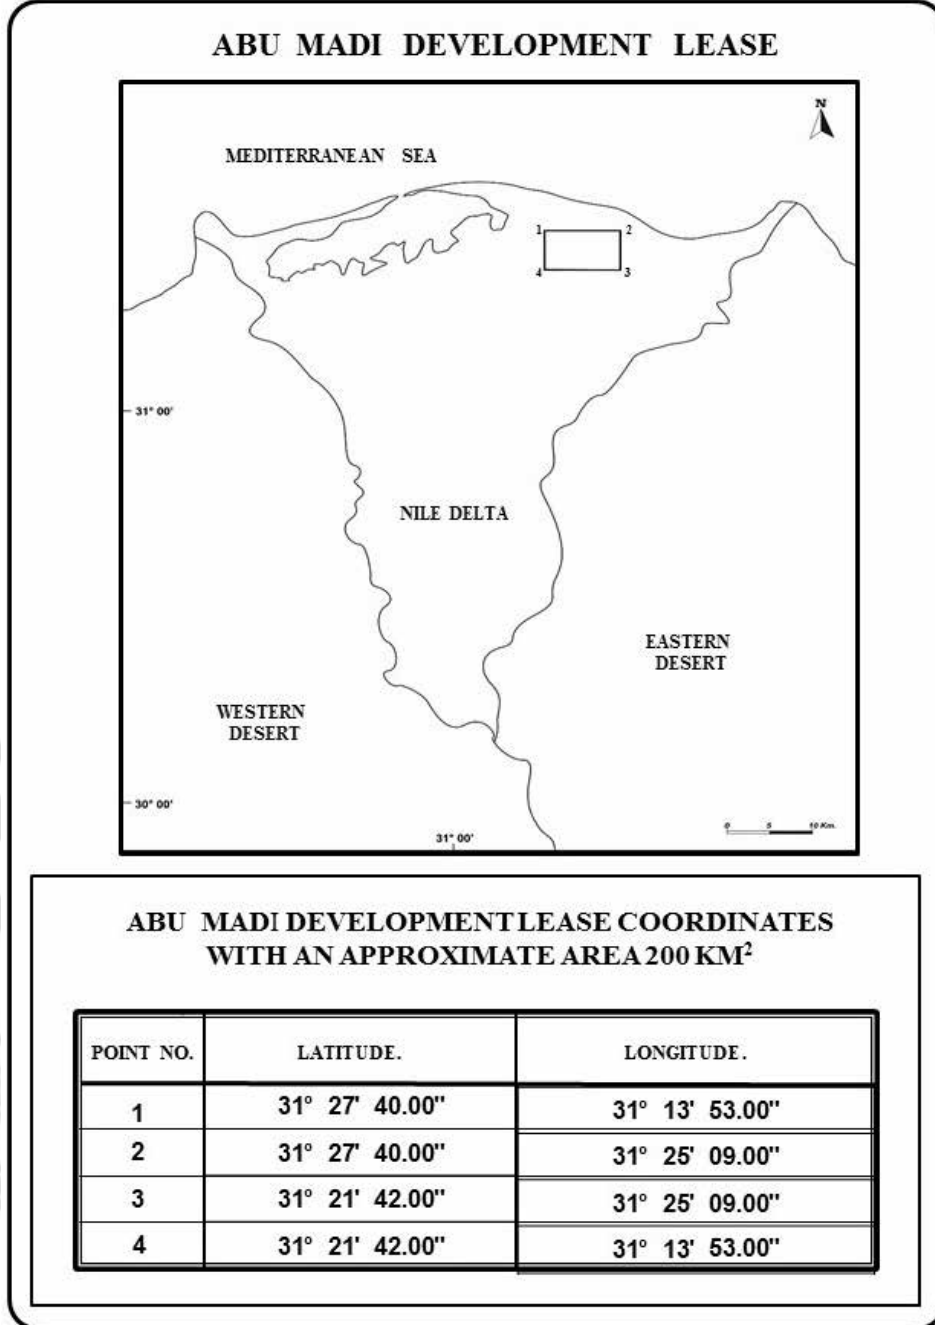 ABU MADI DEVELOPMENT LEASE
N
MEDITERRANEAN SEA
1
2
4
3
31° 00'
NILE DELTA
EASTERN
DESERT
WESTERN
DESERT
30° 00'
31° 00'
0 5 10 Km.
ABU MADI DEVELOPMENT LEASE COORDINATES
WITH AN APPROXIMATE AREA 200 KM²
POINT NO. LATITUDE. LONGITUDE.
1 31° 27' 40.00" 31° 13' 53.00"
2 31° 27' 40.00" 31° 25' 09.00"
3 31° 21' 42.00" 31° 25' 09.00"
4 31° 21' 42.00" 31° 13' 53.00"